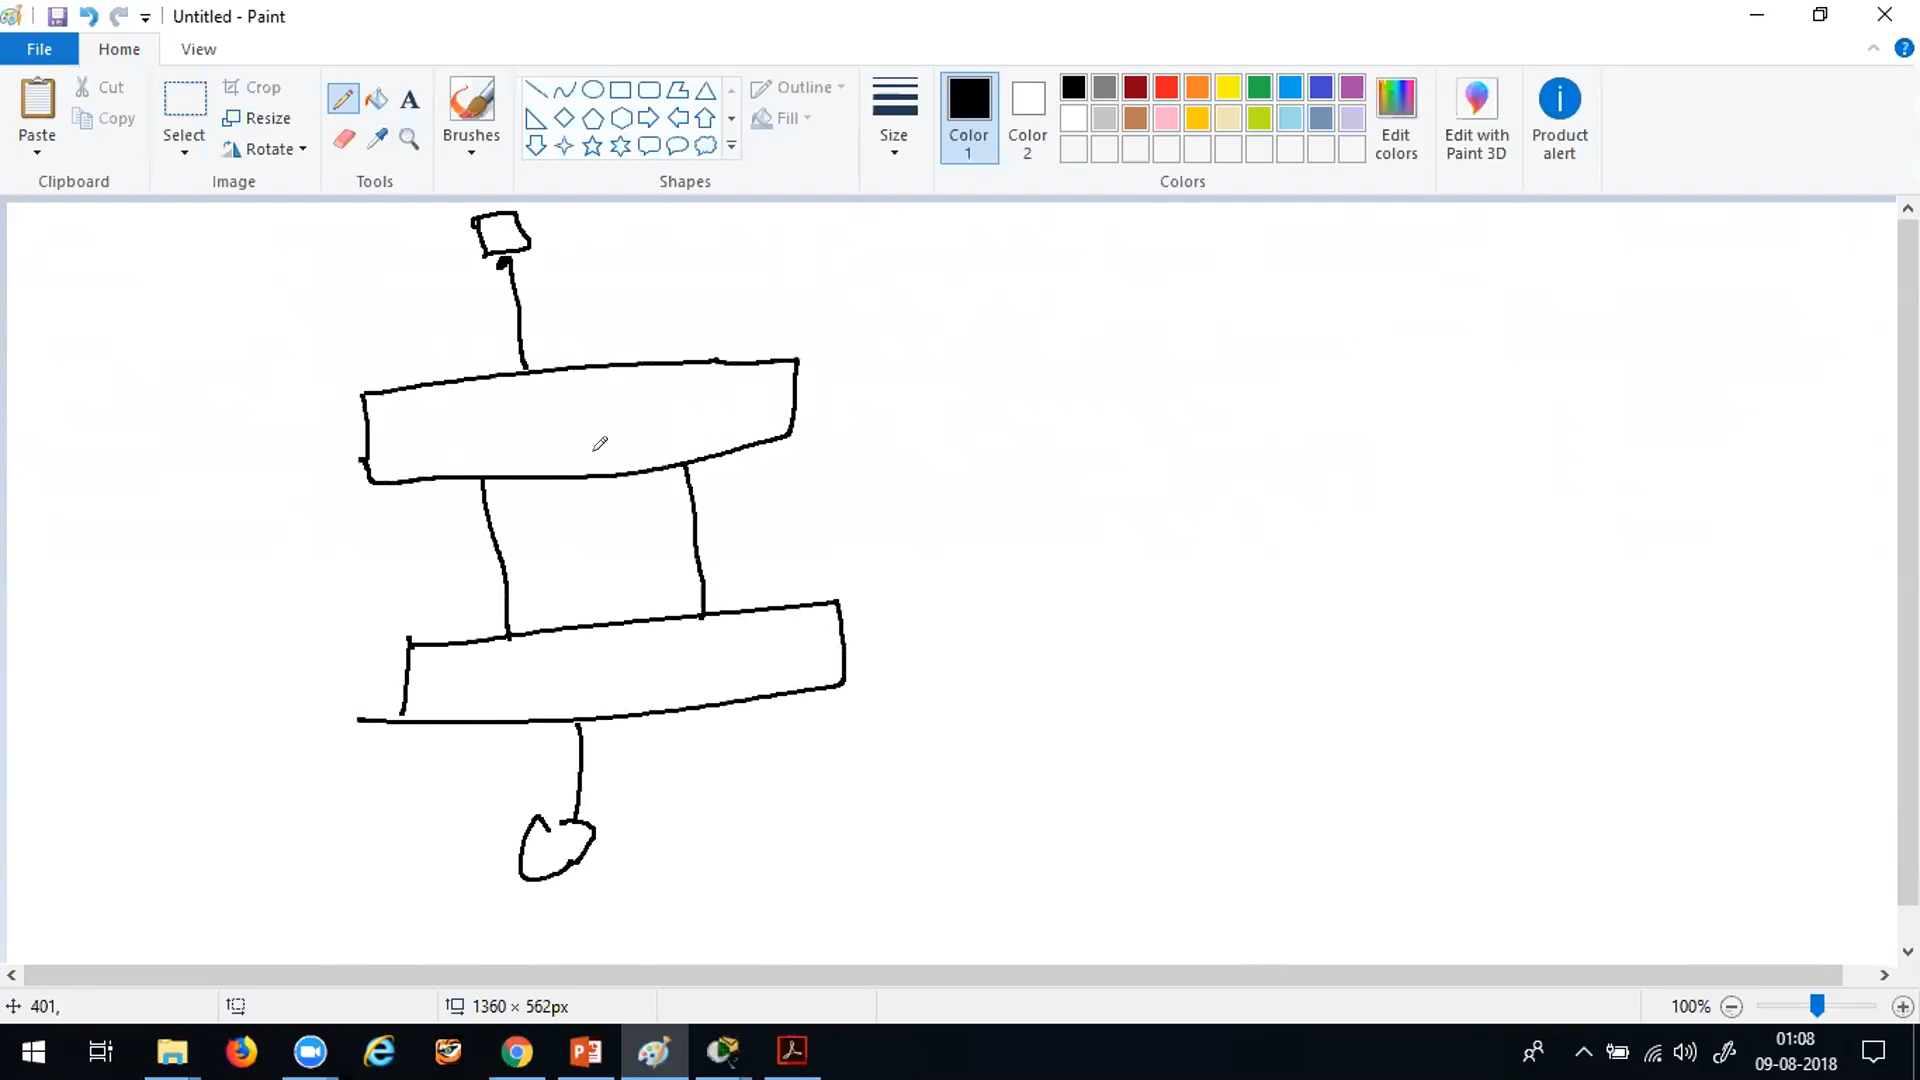 Untitled - Paint
File Home View
Paste
Cut
Copy
Clipboard
Select
Crop
Resize
Rotate
Image
A
Tools
Brushes
Shapes
Outline
Fill
Size
Color 1
Color 2
Edit colors
Colors
Edit with Paint 3D
Product alert
401,
1360 × 562px
100%
01:08
09-08-2018